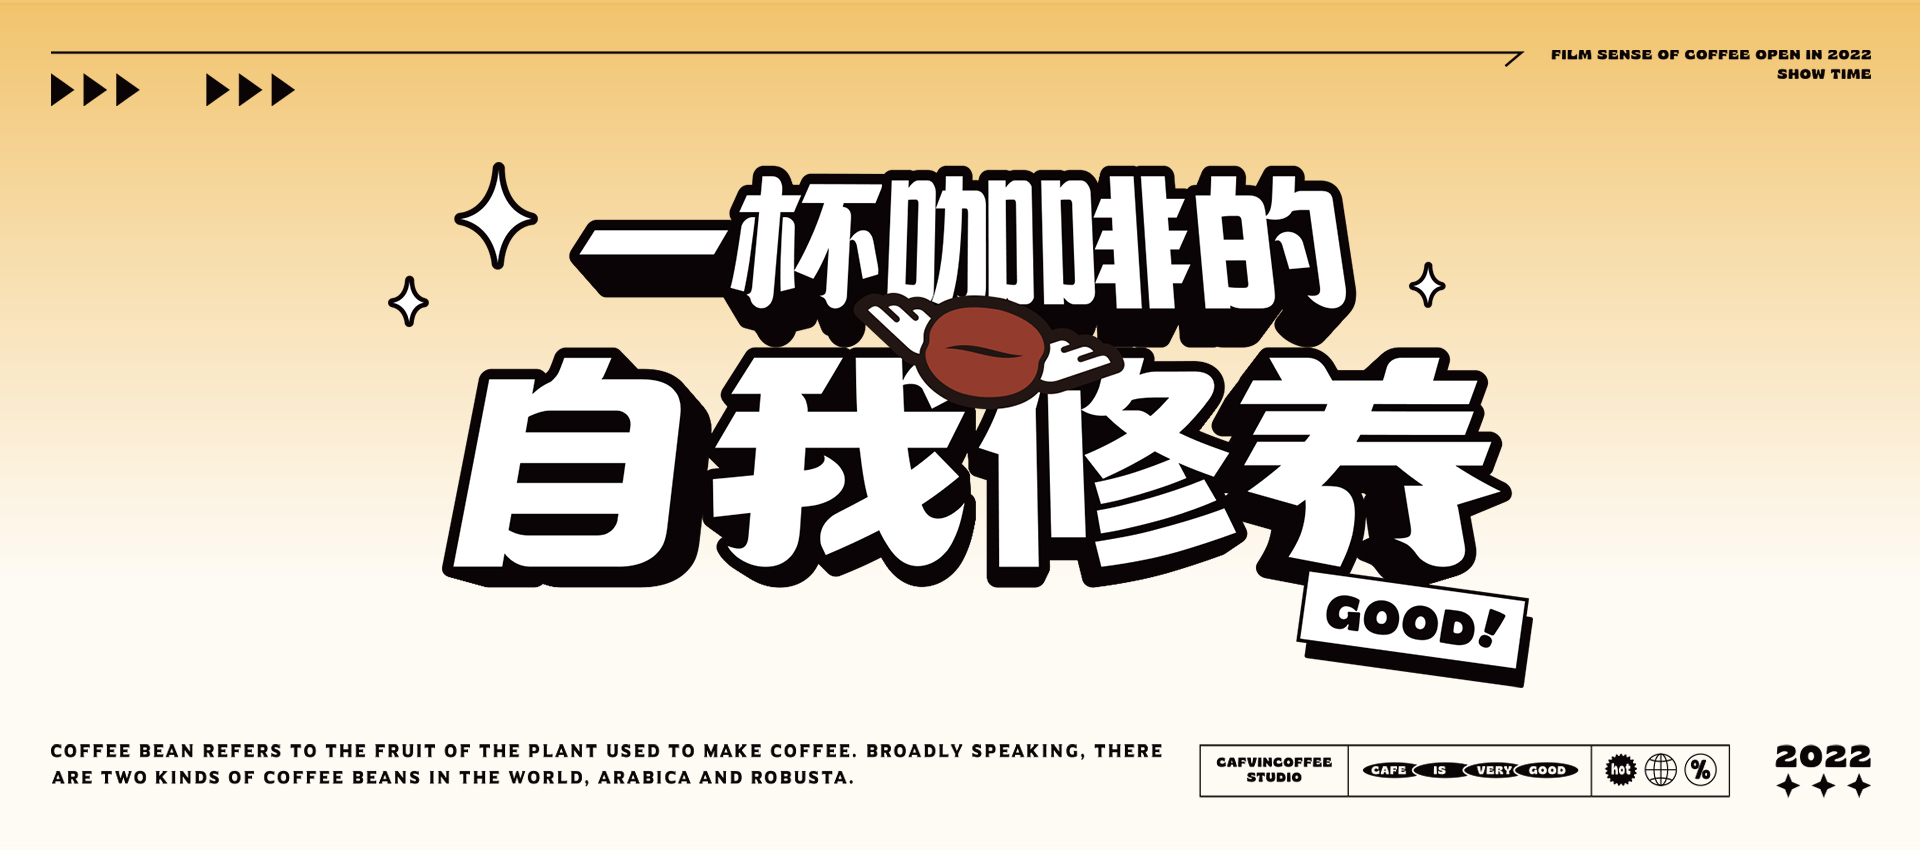 FILM SENSE OF COFFEE OPEN IN 2022
SHOW TIME
一杯咖啡的
自我修养
GOOD!
COFFEE BEAN REFERS TO THE FRUIT OF THE PLANT USED TO MAKE COFFEE. BROADLY SPEAKING, THERE
ARE TWO KINDS OF COFFEE BEANS IN THE WORLD, ARABICA AND ROBUSTA.
CAFVINCOFFEE
STUDIO
CAFE IS VERY GOOD
hot
%
2022